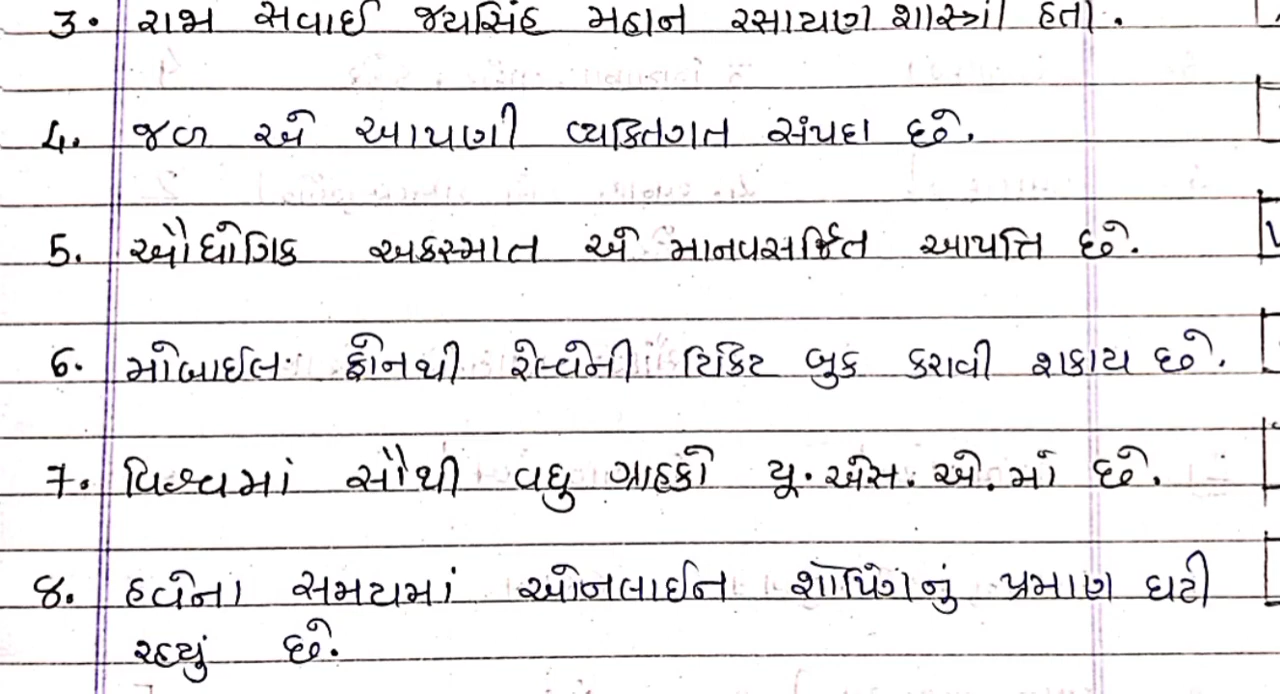 3. રાજા સવાઈ જયસિંહ મહાન રસાયણ શાસ્ત્રી હતા.
4. જળ એ આપણી વ્યક્તિગત સંપદા છે.
5. ઔદ્યોગિક અકસ્માત એ માનવસર્જિત આપત્તિ છે.
6. મોબાઈલ ફોનથી રેલ્વેની ટિકિટ બુક કરાવી શકાય છે.
7. વિશ્વમાં સૌથી વધુ ગ્રાહકો યૂ. એસ. એ. માં છે.
8. હવેના સમયમાં ઓનલાઈન શોપિંગનું પ્રમાણ ઘટી
રહ્યું છે.